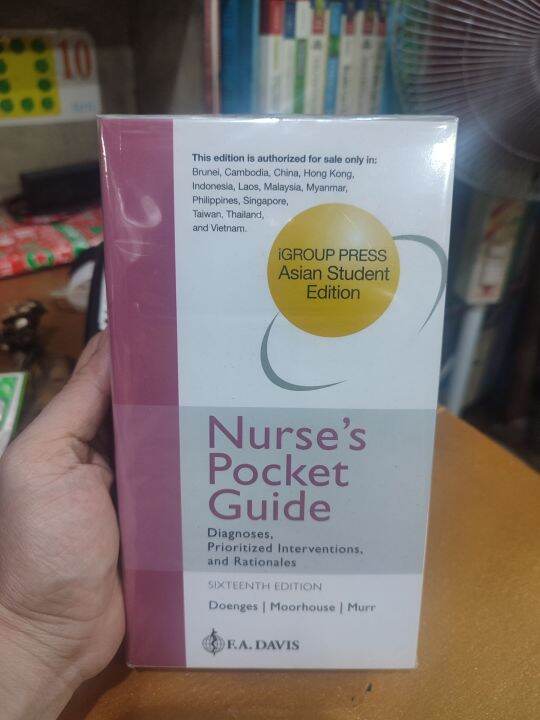 10
This edition is authorized for sale only in:
Brunei, Cambodia, China, Hong Kong,
Indonesia, Laos, Malaysia, Myanmar,
Philippines, Singapore,
Taiwan, Thailand,
and Vietnam.
iGROUP PRESS
Asian Student
Edition
Nurse's
Pocket
Guide
Diagnoses,
Prioritized Interventions,
and Rationales
SIXTEENTH EDITION
Doenges | Moorhouse | Murr
F.A. DAVIS